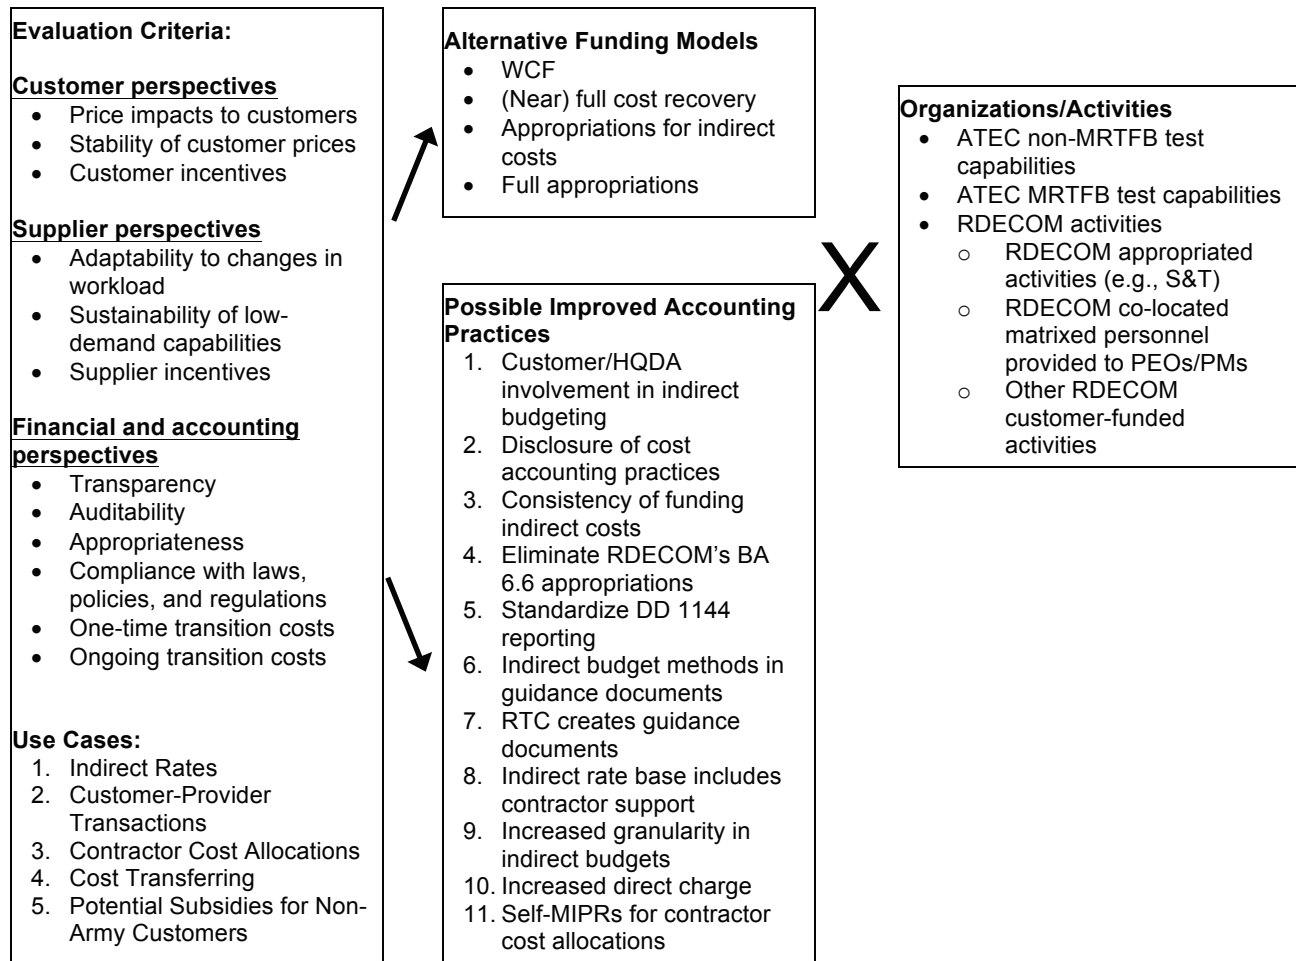 Evaluation Criteria:
Customer perspectives
• Price impacts to customers
• Stability of customer prices
• Customer incentives
Supplier perspectives
• Adaptability to changes in
workload
• Sustainability of low-
demand capabilities
• Supplier incentives
Financial and accounting
perspectives
• Transparency
• Auditability
• Appropriateness
• Compliance with laws,
policies, and regulations
• One-time transition costs
• Ongoing transition costs
Use Cases:
1. Indirect Rates
2. Customer-Provider
Transactions
3. Contractor Cost Allocations
4. Cost Transferring
5. Potential Subsidies for Non-
Army Customers
Alternative Funding Models
• WCF
• (Near) full cost recovery
• Appropriations for indirect
costs
• Full appropriations
Possible Improved Accounting
Practices
1. Customer/HQDA
involvement in indirect
budgeting
2. Disclosure of cost
accounting practices
3. Consistency of funding
indirect costs
4. Eliminate RDECOM's BA
6.6 appropriations
5. Standardize DD 1144
reporting
6. Indirect budget methods in
guidance documents
7. RTC creates guidance
documents
8. Indirect rate base includes
contractor support
9. Increased granularity in
indirect budgets
10. Increased direct charge
11. Self-MIPRs for contractor
cost allocations
X
Organizations/Activities
• ATEC non-MRTFB test
capabilities
• ATEC MRTFB test capabilities
• RDECOM activities
o RDECOM appropriated
activities (e.g., S&T)
o RDECOM co-located
matrixed personnel
provided to PEOs/PMs
o Other RDECOM
customer-funded
activities